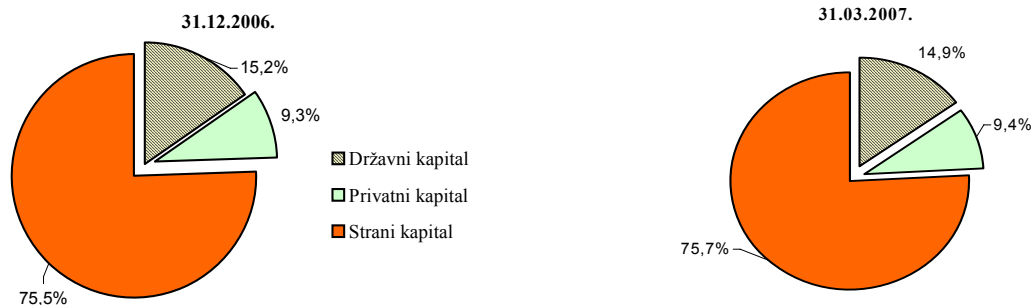 31.12.2006.
15,2%
9,3%
75,5%
Državni kapital
Privatni kapital
Strani kapital
31.03.2007.
14,9%
9,4%
75,7%